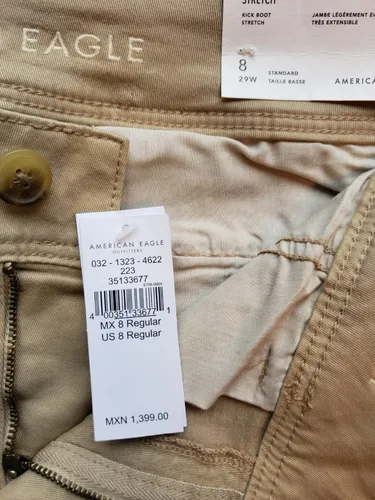 EAGLE
STRETCH
KICK BOOT
STRETCH
JAMBE LÉGÈREMENT ÉV
TRÈS EXTENSIBLE
8
29W
STANDARD
TAILLE BASSE
AMERICA
AMERICAN EAGLE
OUTFITTERS
032 - 1323 - 4622
223
35133677
4 00351 33677 1
MX 8 Regular
US 8 Regular
MXN 1,399.00